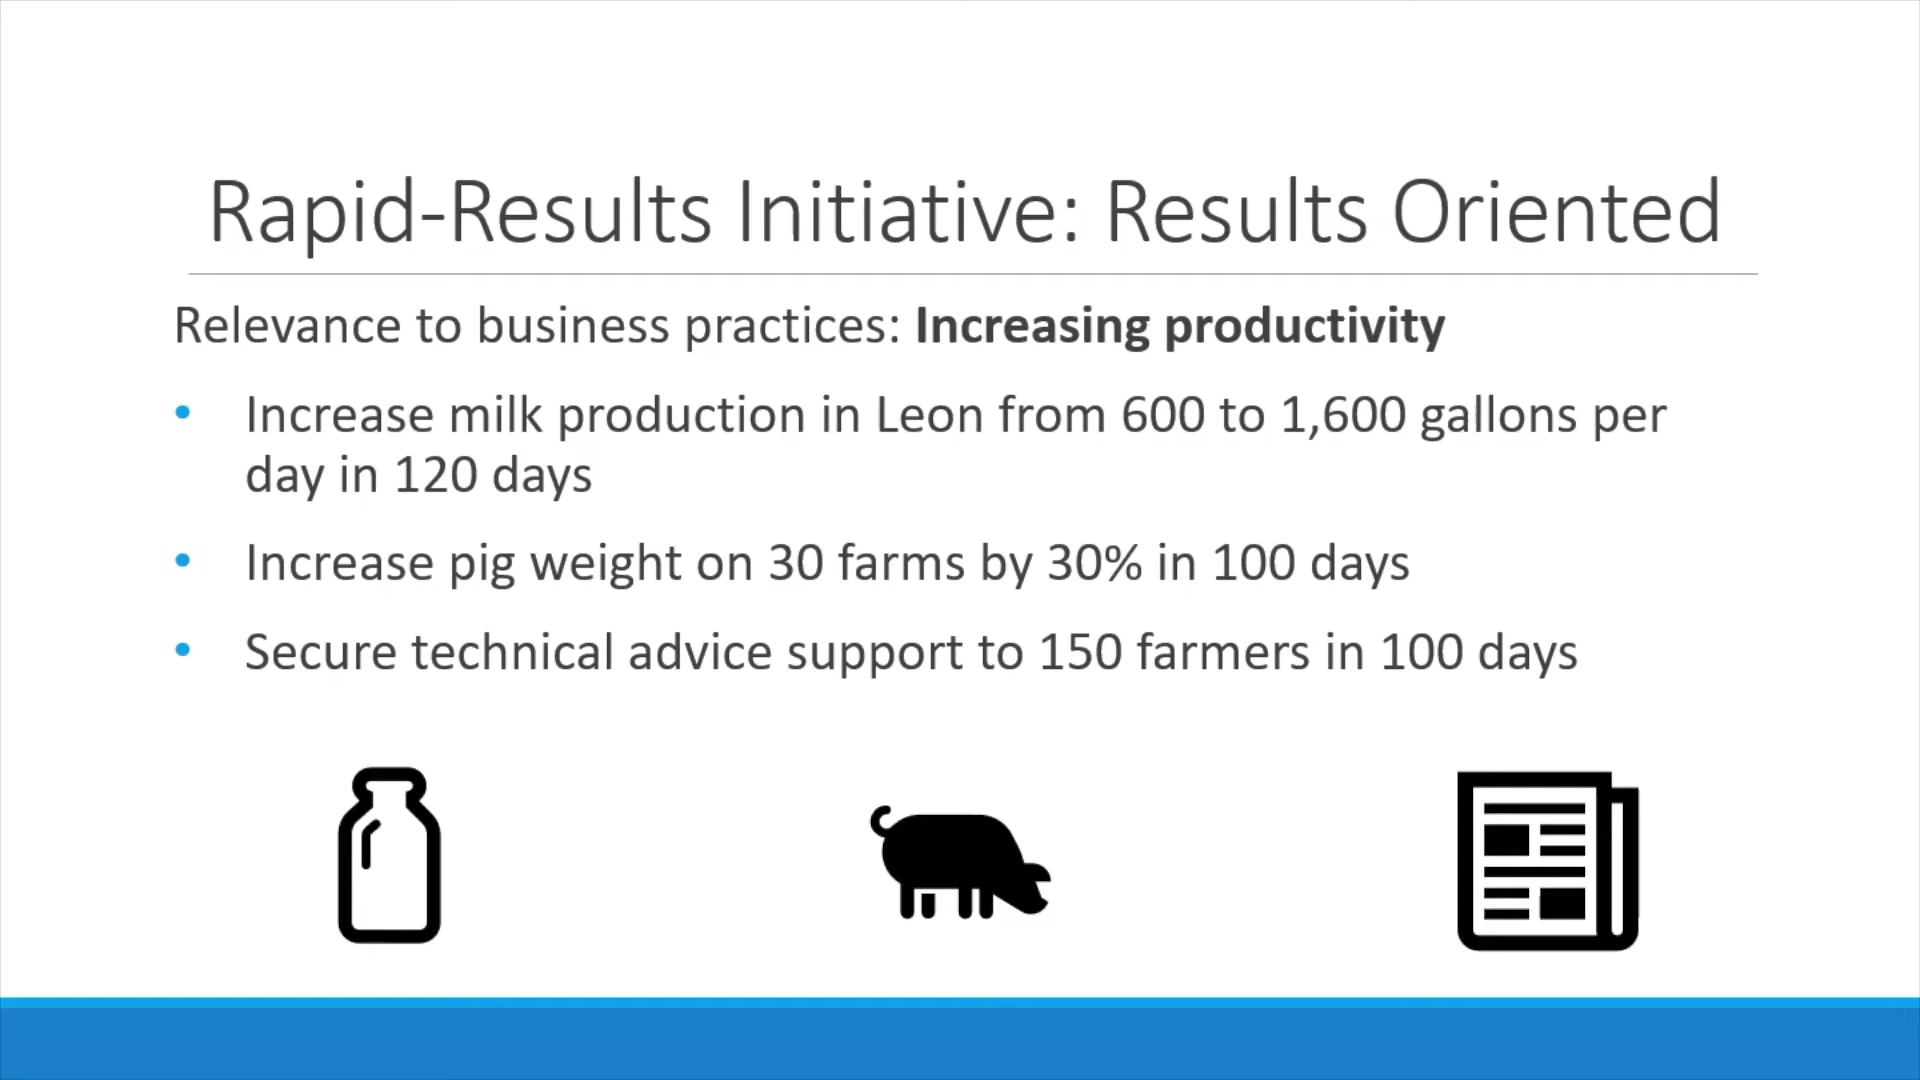 Rapid-Results Initiative: Results Oriented
Relevance to business practices: Increasing productivity
• Increase milk production in Leon from 600 to 1,600 gallons per
day in 120 days
• Increase pig weight on 30 farms by 30% in 100 days
• Secure technical advice support to 150 farmers in 100 days